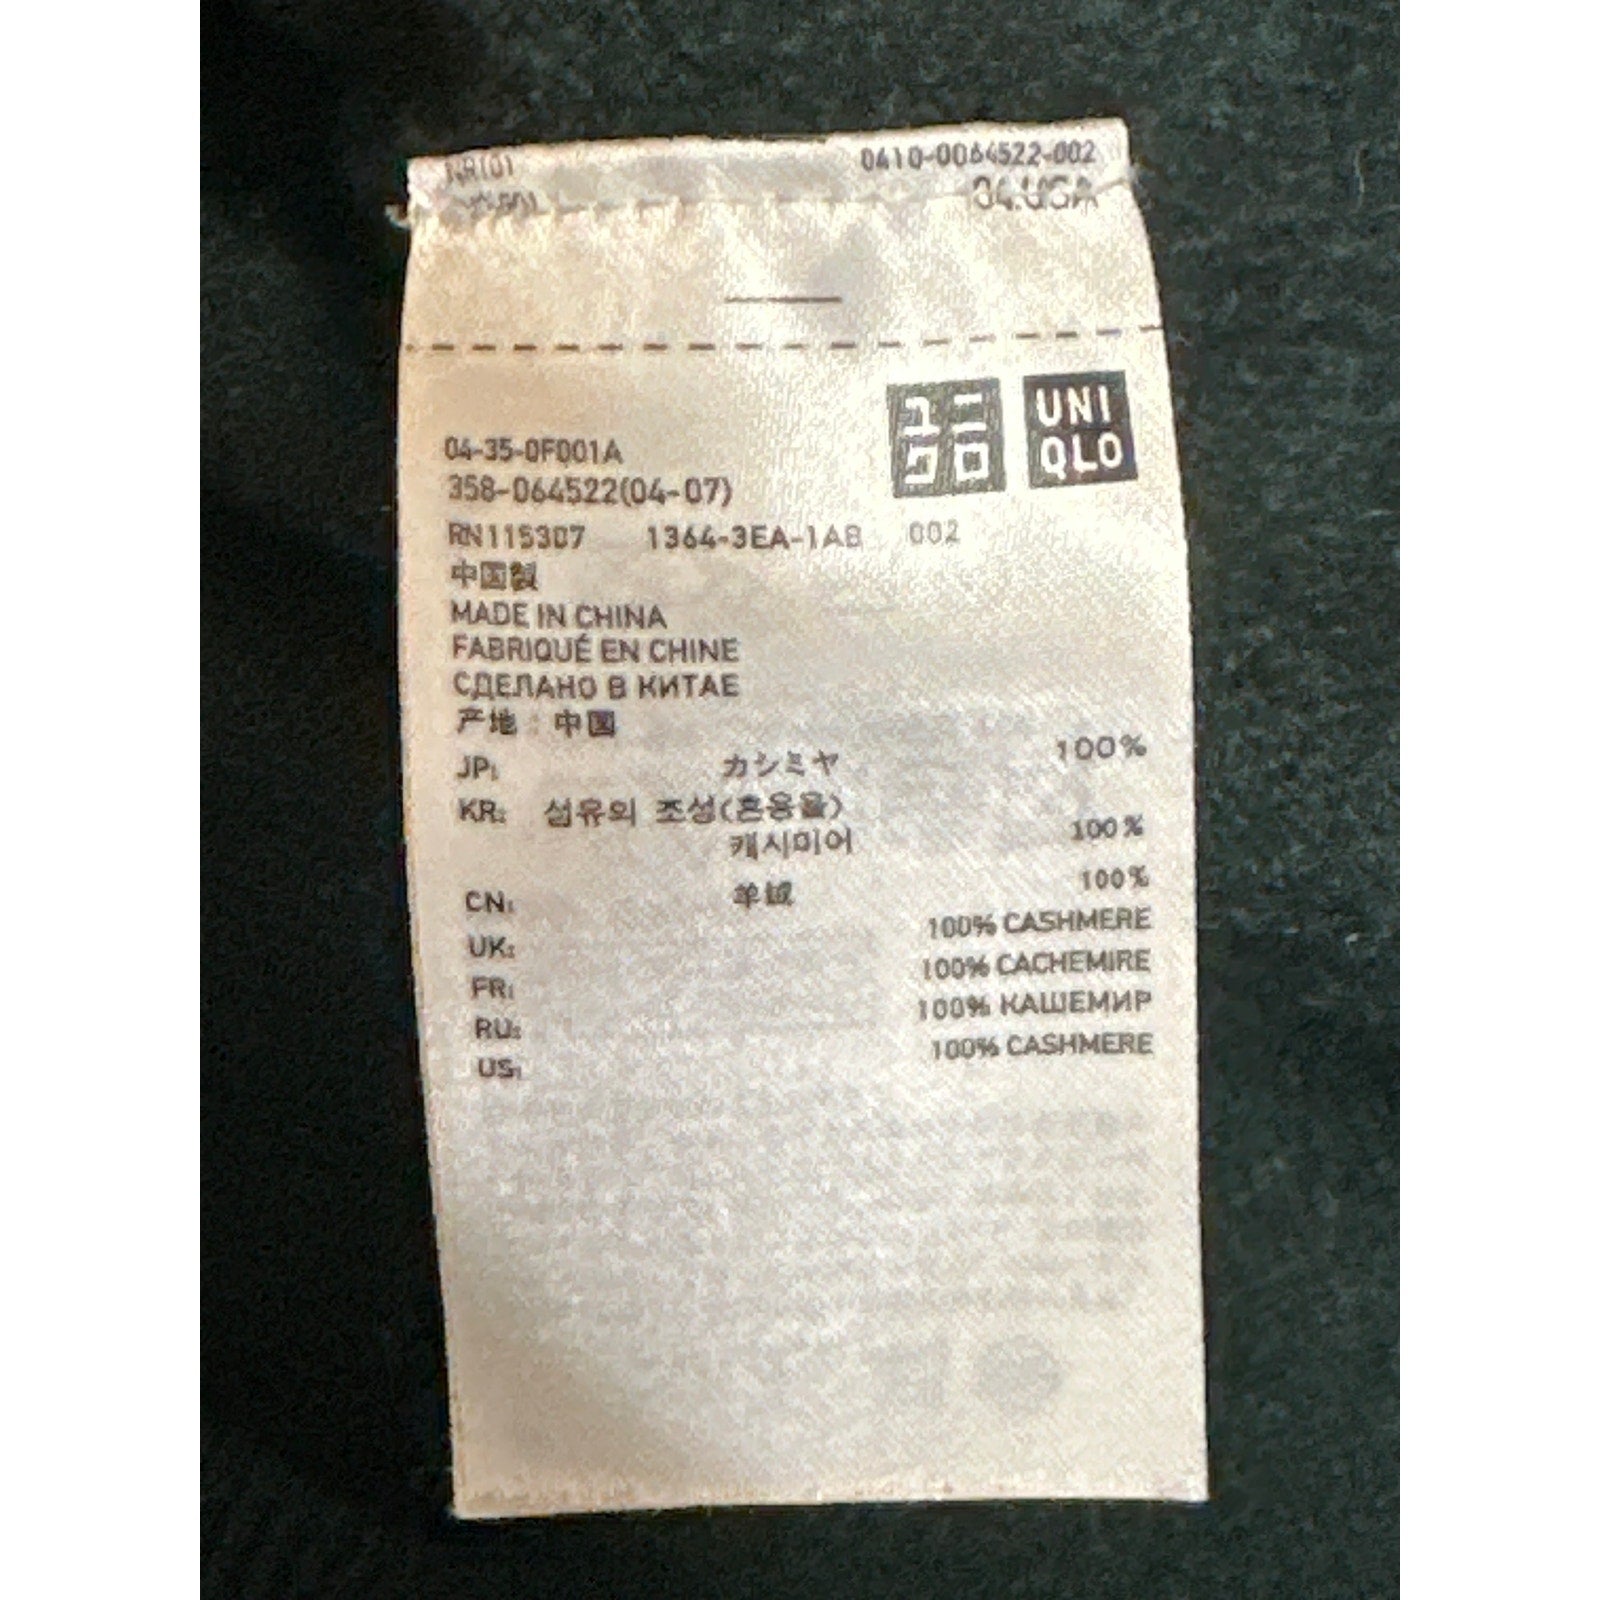 0410-0064522-002
04.USA
ユニ
クロ
UNI
QLO
04-35-0F001A
358-064522(04-07)
RN115307 1364-3EA-1AB 002
中国製
MADE IN CHINA
FABRIQUÉ EN CHINE
СДЕЛАНО В КИТАЕ
产地：中国
JP: カシミヤ 100%
KR: 섬유의 조성(혼용율)
캐시미어 100%
CN: 羊绒 100%
UK: 100% CASHMERE
FR: 100% CACHEMIRE
RU: 100% КАШЕМИР
US: 100% CASHMERE